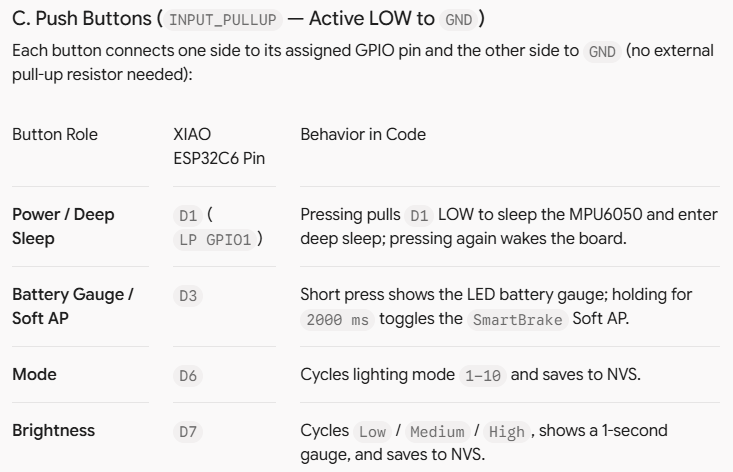 C. Push Buttons ( INPUT_PULLUP — Active LOW to GND )
Each button connects one side to its assigned GPIO pin and the other side to GND (no external
pull-up resistor needed):
Button Role
XIAO
ESP32C6 Pin
Behavior in Code
Power / Deep
Sleep
D1 (
LP GPIO1 )
Pressing pulls D1 LOW to sleep the MPU6050 and enter
deep sleep; pressing again wakes the board.
Battery Gauge /
Soft AP
D3
Short press shows the LED battery gauge; holding for
2000 ms toggles the SmartBrake Soft AP.
Mode
D6
Cycles lighting mode 1–10 and saves to NVS.
Brightness
D7
Cycles Low / Medium / High , shows a 1-second
gauge, and saves to NVS.